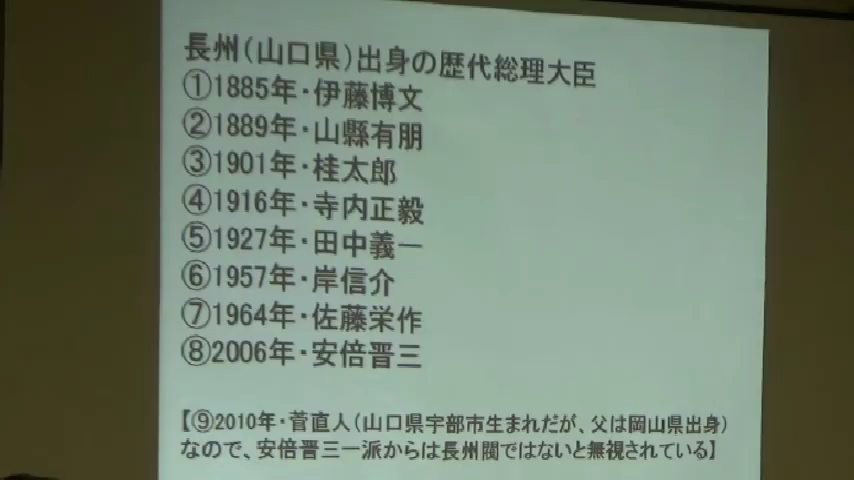 長州(山口県)出身の歴代総理大臣
①1885年・伊藤博文
②1889年・山縣有朋
③1901年・桂太郎
④1916年・寺内正毅
⑤1927年・田中義一
⑥1957年・岸信介
⑦1964年・佐藤栄作
⑧2006年・安倍晋三
【⑨2010年・菅直人(山口県宇部市生まれだが、父は岡山県出身)
なので、安倍晋三一派からは長州閥ではないと無視されている】